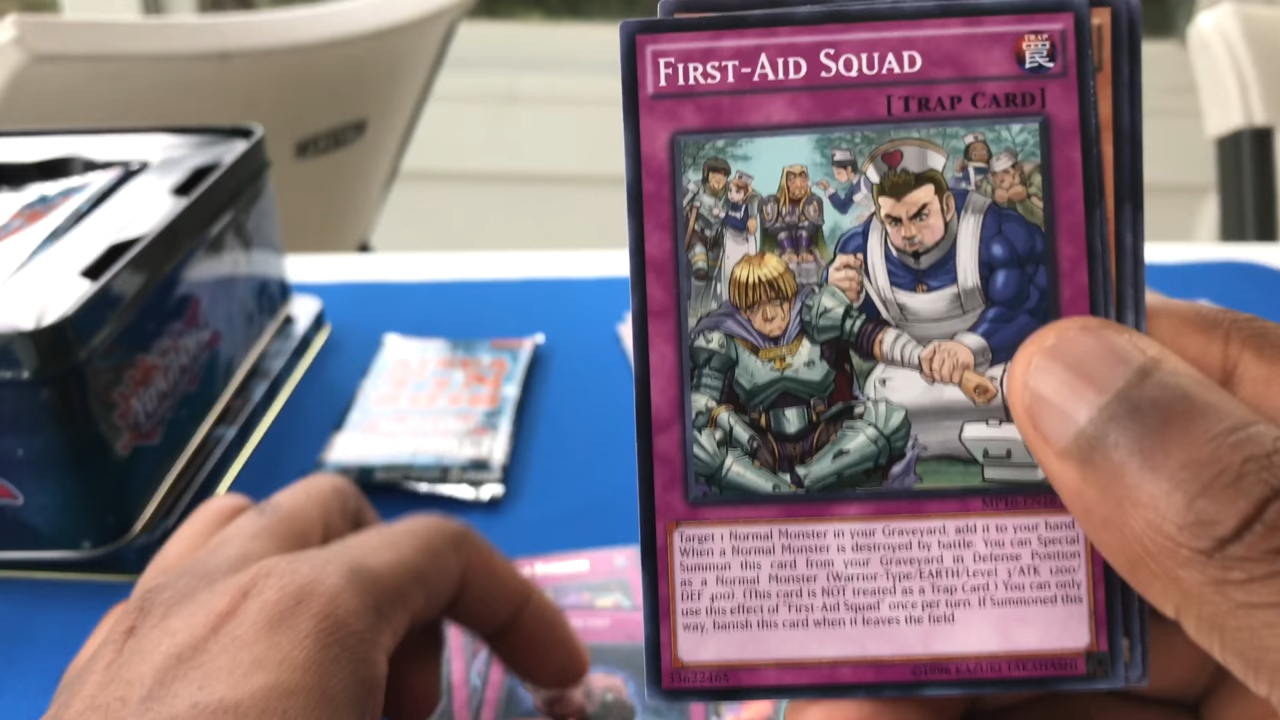 FIRST-AID SQUAD
TRAP
罠
[TRAP CARD]
Target 1 Normal Monster in your Graveyard, add it to your hand
When a Normal Monster is destroyed by battle: You can Special
Summon this card from your Graveyard in Defense Position
as a Normal Monster (Warrior-Type/EARTH/Level 3/ATK 1200/
DEF 400). (This card is NOT treated as a Trap Card.) You can only
use this effect of "First-Aid Squad" once per turn. If Summoned this
way, banish this card when it leaves the field
33622465
©1996 KAZUKI TAKAHASHI